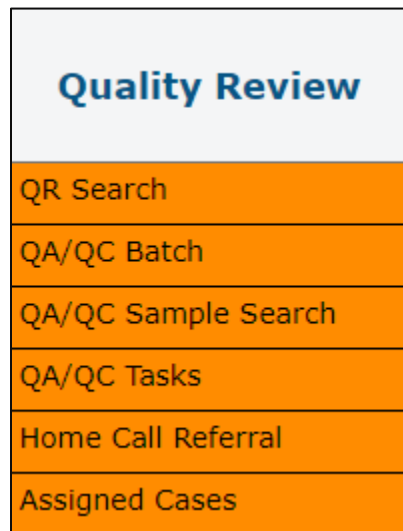 Quality Review
QR Search
QA/QC Batch
QA/QC Sample Search
QA/QC Tasks
Home Call Referral
Assigned Cases